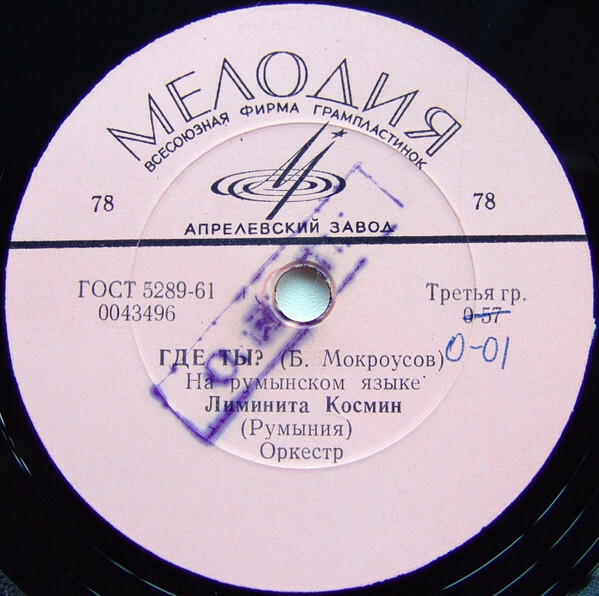 МЕЛОДИЯ
ВСЕСОЮЗНАЯ ФИРМА ГРАМПЛАСТИНОК
78
78
АПРЕЛЕВСКИЙ ЗАВОД
ГОСТ 5289-61
0043496
Третья гр.
0-57
0-01
ГДЕ ТЫ? (Б. Мокроусов)
На румынском языке
Лиминита Космин
(Румыния)
Оркестр